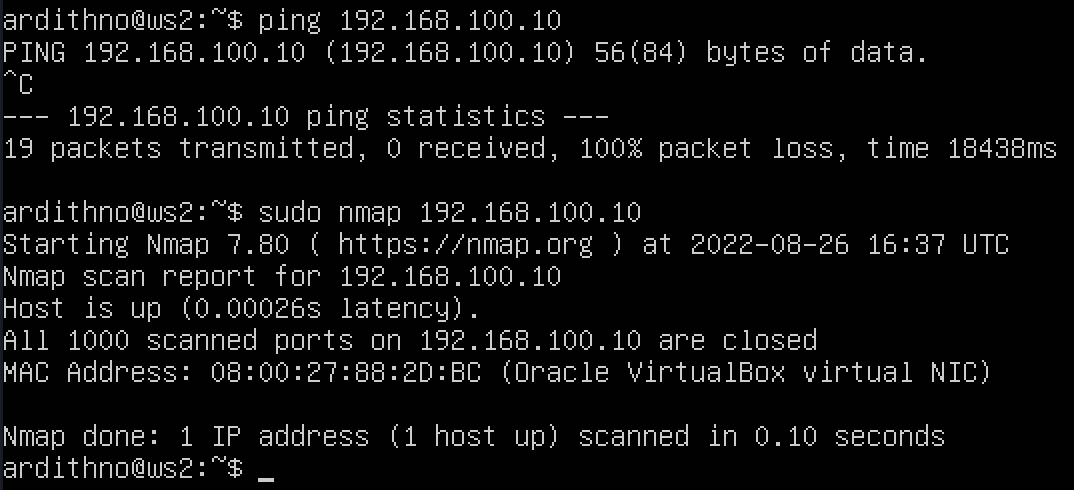 ardithno@ws2:~$ ping 192.168.100.10
PING 192.168.100.10 (192.168.100.10) 56(84) bytes of data.
^C
--- 192.168.100.10 ping statistics ---
19 packets transmitted, 0 received, 100% packet loss, time 18438ms

ardithno@ws2:~$ sudo nmap 192.168.100.10
Starting Nmap 7.80 ( https://nmap.org ) at 2022-08-26 16:37 UTC
Nmap scan report for 192.168.100.10
Host is up (0.00026s latency).
All 1000 scanned ports on 192.168.100.10 are closed
MAC Address: 08:00:27:88:2D:BC (Oracle VirtualBox virtual NIC)

Nmap done: 1 IP address (1 host up) scanned in 0.10 seconds
ardithno@ws2:~$ _